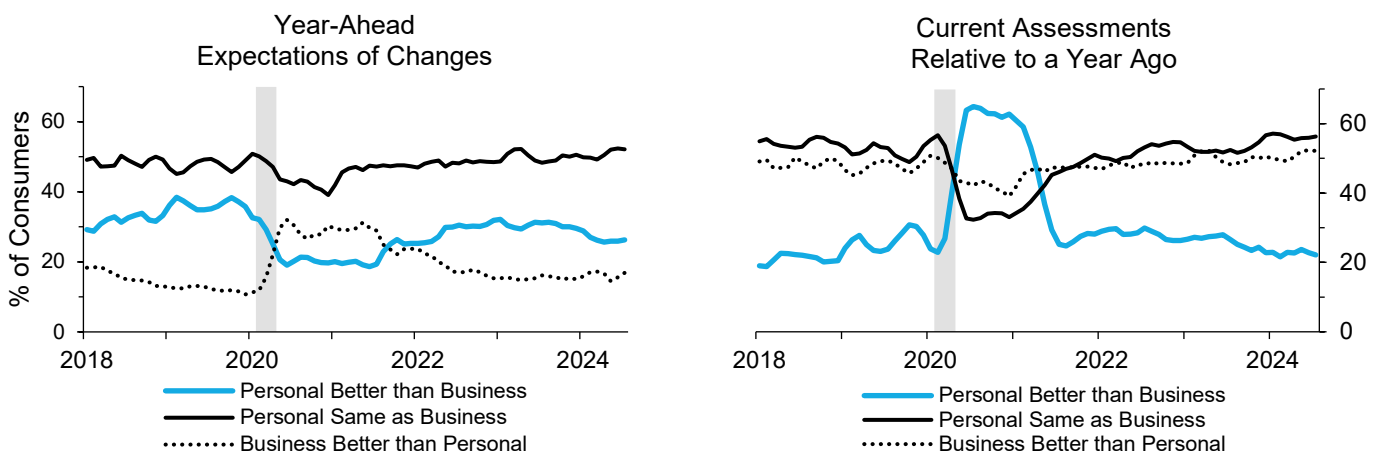 Year-Ahead
Expectations of Changes
% of Consumers
60
40
20
0
2018
2020
2022
2024
Personal Better than Business
Personal Same as Business
Business Better than Personal
Current Assessments
Relative to a Year Ago
60
40
20
0
2018
2020
2022
2024
Personal Better than Business
Personal Same as Business
Business Better than Personal